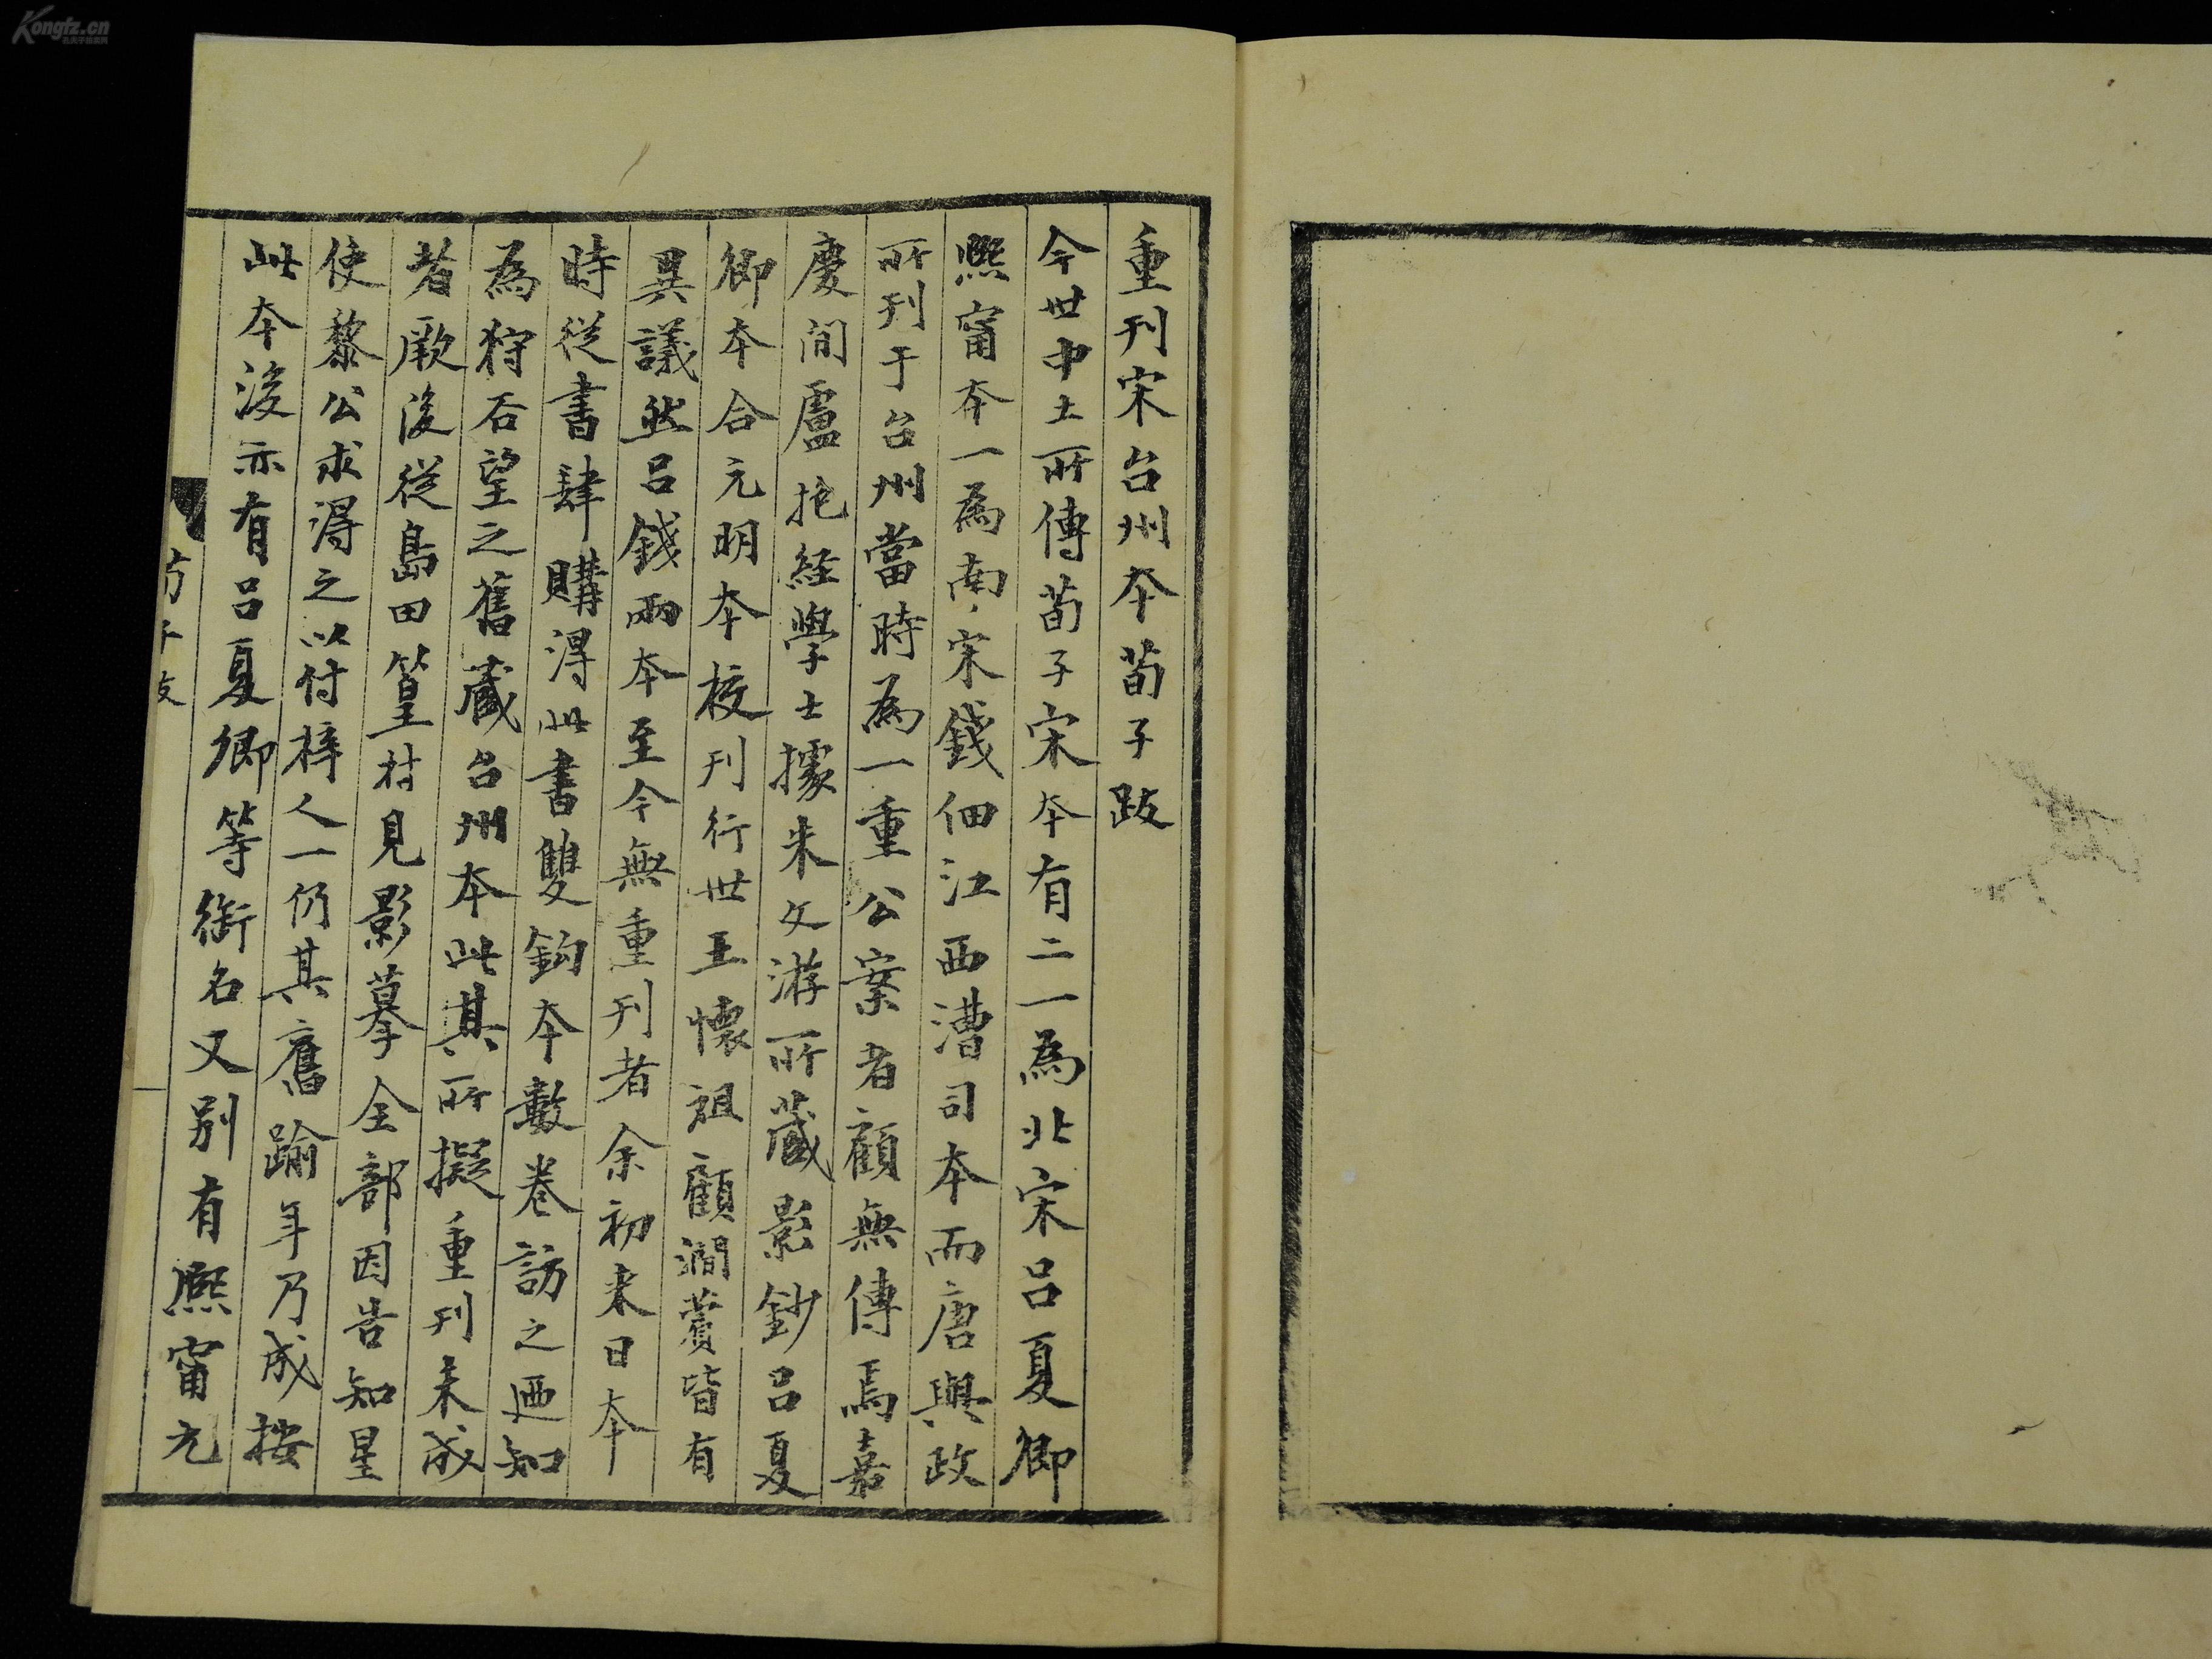 重刊宋台州本荀子跋
今世中土所傳荀子宋本有二一為北宋呂夏卿
熙甯本一為南宋錢佃江西漕司本而唐與政
所刊于台州當時為一重公案者顧無傳焉嘉
慶間盧抱經學士據朱文游所藏影鈔呂夏
卿本合元明本校刊行世王懷祖顧澗薲皆有
異議然呂錢兩本至今無重刊者余初来日本
時從書肆購得此書雙鈎本數卷訪之迺知
為狩谷望之舊藏台州本此其所擬重刊未成
者厥後從島田篁村見影摹全部因告知星
使黎公求得之以付梓人一仍其舊踰年乃成按
此本後亦有呂夏卿等銜名又別有熙甯元
荀子跋
Kongfz.cn
孔夫子旧书网